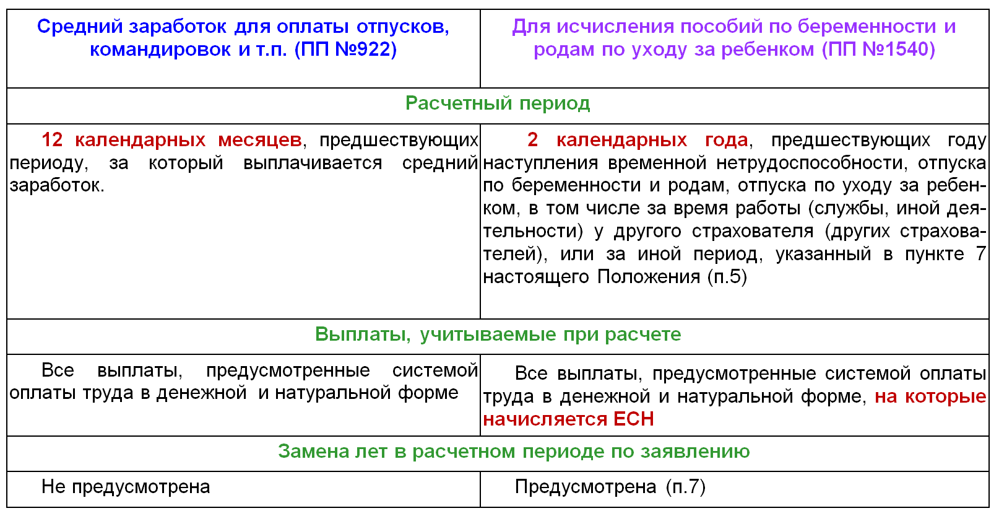 Средний заработок для оплаты отпусков,
командировок и т.п. (ПП №922)
Для исчисления пособий по беременности и
родам по уходу за ребенком (ПП №1540)
Расчетный период
12 календарных месяцев, предшествующих
периоду, за который выплачивается средний
заработок.
2 календарных года, предшествующих году
наступления временной нетрудоспособности, отпуска
по беременности и родам, отпуска по уходу за ребен-
ком, в том числе за время работы (службы, иной дея-
тельности) у другого страхователя (других страхова-
телей), или за иной период, указанный в пункте 7
настоящего Положения (п.5)
Выплаты, учитываемые при расчете
Все выплаты, предусмотренные системой
оплаты труда в денежной и натуральной форме
Все выплаты, предусмотренные системой оплаты
труда в денежной и натуральной форме, на которые
начисляется ЕСН
Замена лет в расчетном периоде по заявлению
Не предусмотрена
Предусмотрена (п.7)